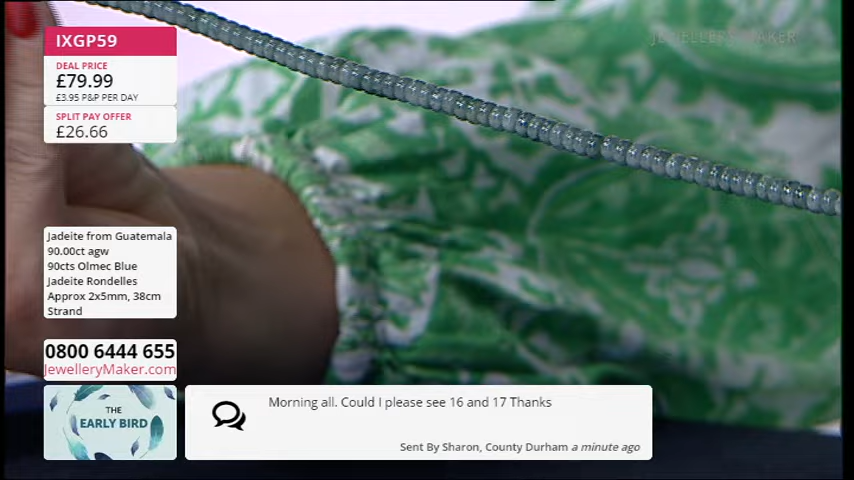 IXGP59
DEAL PRICE
£79.99
£3.95 P&P PER DAY
SPLIT PAY OFFER
£26.66
JEWELLERYMAKER
Jadeite from Guatemala
90.00ct agw
90cts Olmec Blue
Jadeite Rondelles
Approx 2x5mm, 38cm
Strand
0800 6444 655
JewelleryMaker.com
THE
EARLY BIRD
Morning all. Could I please see 16 and 17 Thanks
Sent By Sharon, County Durham a minute ago